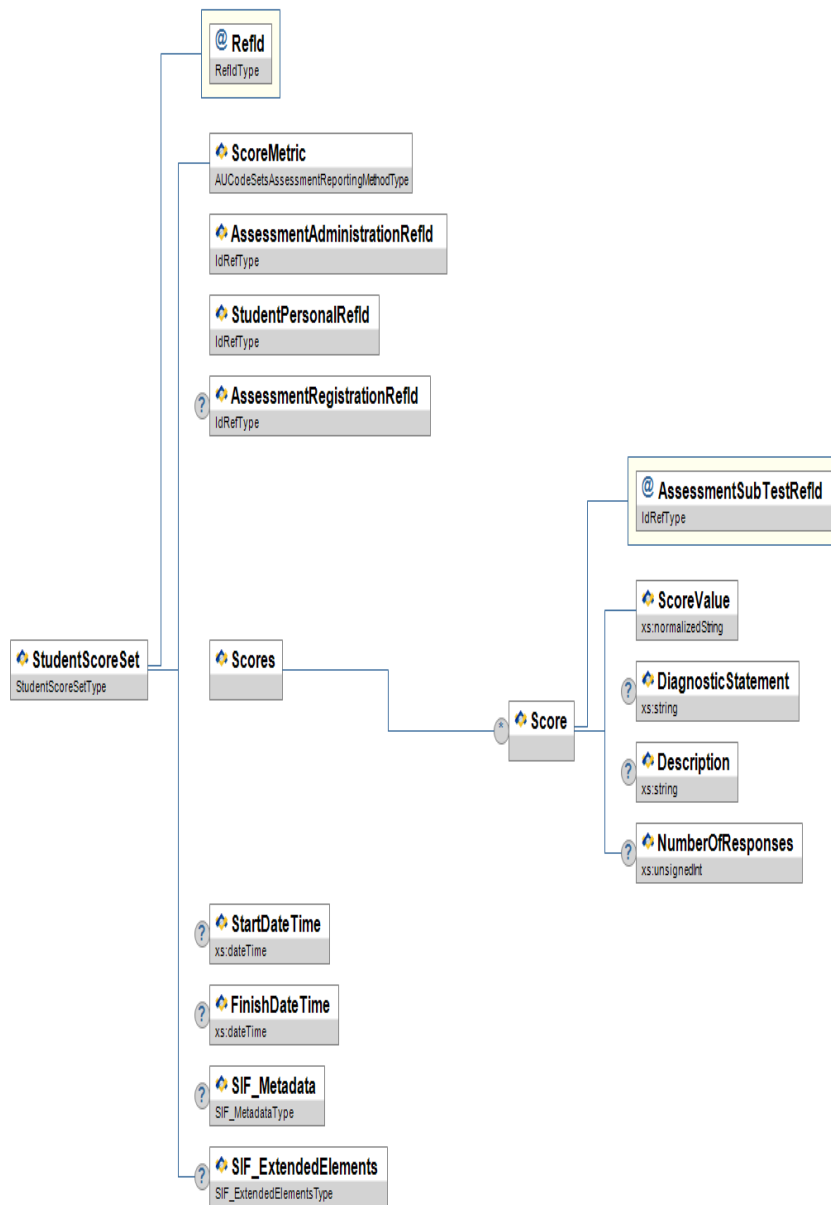 @ RefId
RefIdType
ScoreMetric
AUCodeSetsAssessmentReportingMethodType
AssessmentAdministrationRefId
IdRefType
StudentPersonalRefId
IdRefType
? AssessmentRegistrationRefId
IdRefType
@ AssessmentSubTestRefId
IdRefType
ScoreValue
xs:normalizedString
StudentScoreSet
StudentScoreSetType
Scores
? DiagnosticStatement
xs:string
* Score
? Description
xs:string
? NumberOfResponses
xs:unsignedInt
? StartDateTime
xs:dateTime
? FinishDateTime
xs:dateTime
? SIF_Metadata
SIF_MetadataType
? SIF_ExtendedElements
SIF_ExtendedElementsType